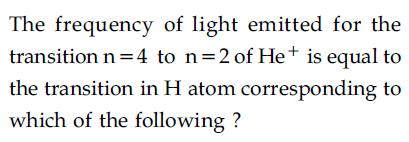 The frequency of light emitted for the
transition n = 4 to n = 2 of He⁺ is equal to
the transition in H atom corresponding to
which of the following ?